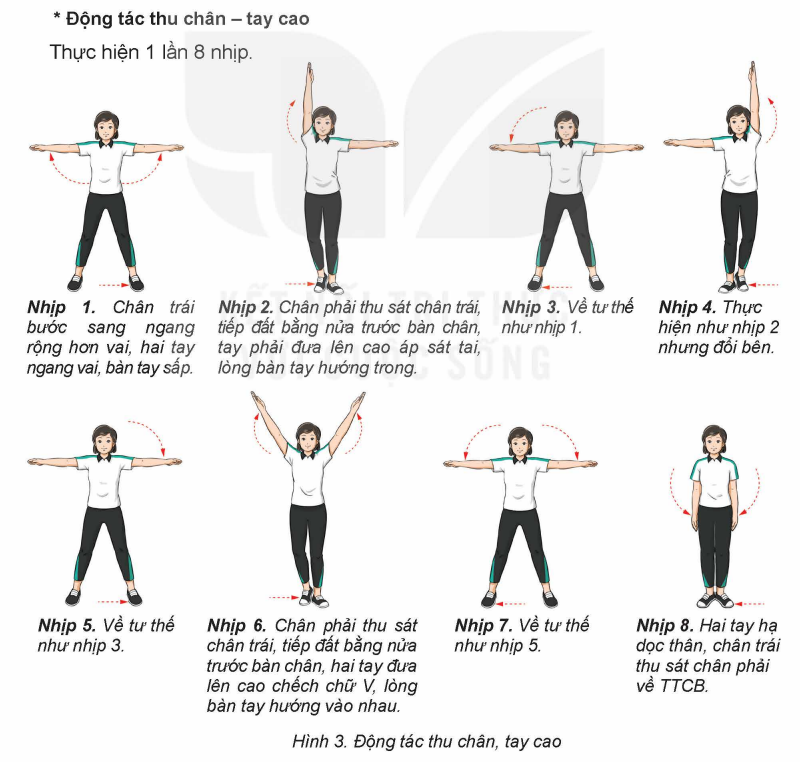 * Động tác thu chân – tay cao
Thực hiện 1 lần 8 nhịp.
Nhịp 1. Chân trái
bước sang ngang
rộng hơn vai, hai tay
ngang vai, bàn tay sấp.
Nhịp 2. Chân phải thu sát chân trái,
tiếp đất bằng nửa trước bàn chân,
tay phải đưa lên cao áp sát tai,
lòng bàn tay hướng trong.
Nhịp 3. Về tư thế
như nhịp 1.
Nhịp 4. Thực
hiện như nhịp 2
nhưng đổi bên.
KẾT NỐI TRI THỨC
VỚI CUỘC SỐNG
Nhịp 5. Về tư thế
như nhịp 3.
Nhịp 6. Chân phải thu sát
chân trái, tiếp đất bằng nửa
trước bàn chân, hai tay đưa
lên cao chếch chữ V, lòng
bàn tay hướng vào nhau.
Nhịp 7. Về tư thế
như nhịp 5.
Nhịp 8. Hai tay hạ
dọc thân, chân trái
thu sát chân phải
về TTCB.
Hình 3. Động tác thu chân, tay cao